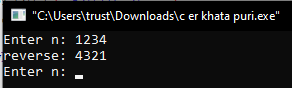 "C:\Users\trust\Downloads\c er khata puri.exe"
Enter n: 1234
reverse: 4321
Enter n: